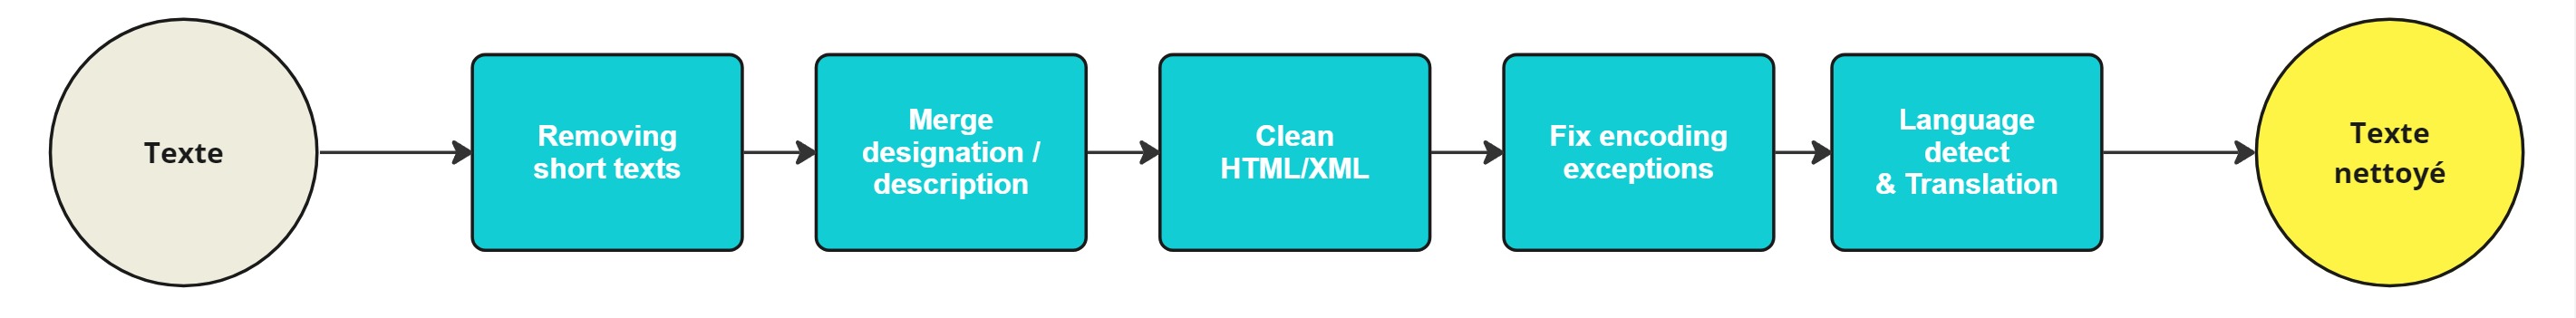 Texte
Removing
short texts
Merge
designation /
description
Clean
HTML/XML
Fix encoding
exceptions
Language
detect
& Translation
Texte
nettoyé